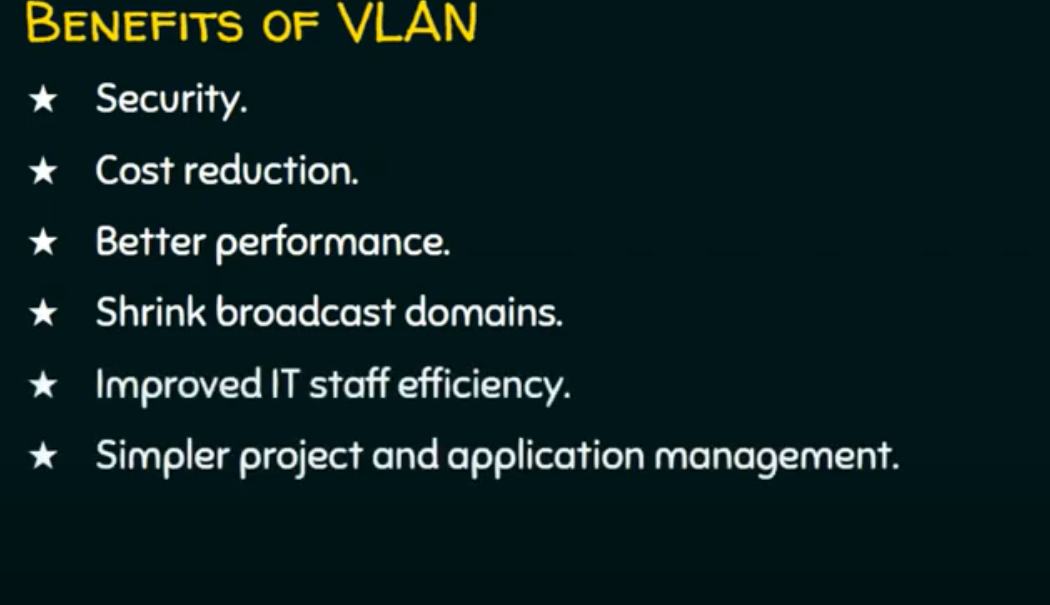 Benefits of VLAN
★ Security.
★ Cost reduction.
★ Better performance.
★ Shrink broadcast domains.
★ Improved IT staff efficiency.
★ Simpler project and application management.